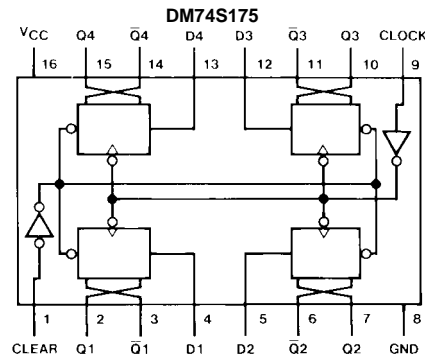 DM74S175
VCC Q4 Q̅4 D4 D3 Q̅3 Q3 CLOCK
16 15 14 13 12 11 10 9
1 2 3 4 5 6 7 8
CLEAR Q1 Q̅1 D1 D2 Q̅2 Q2 GND